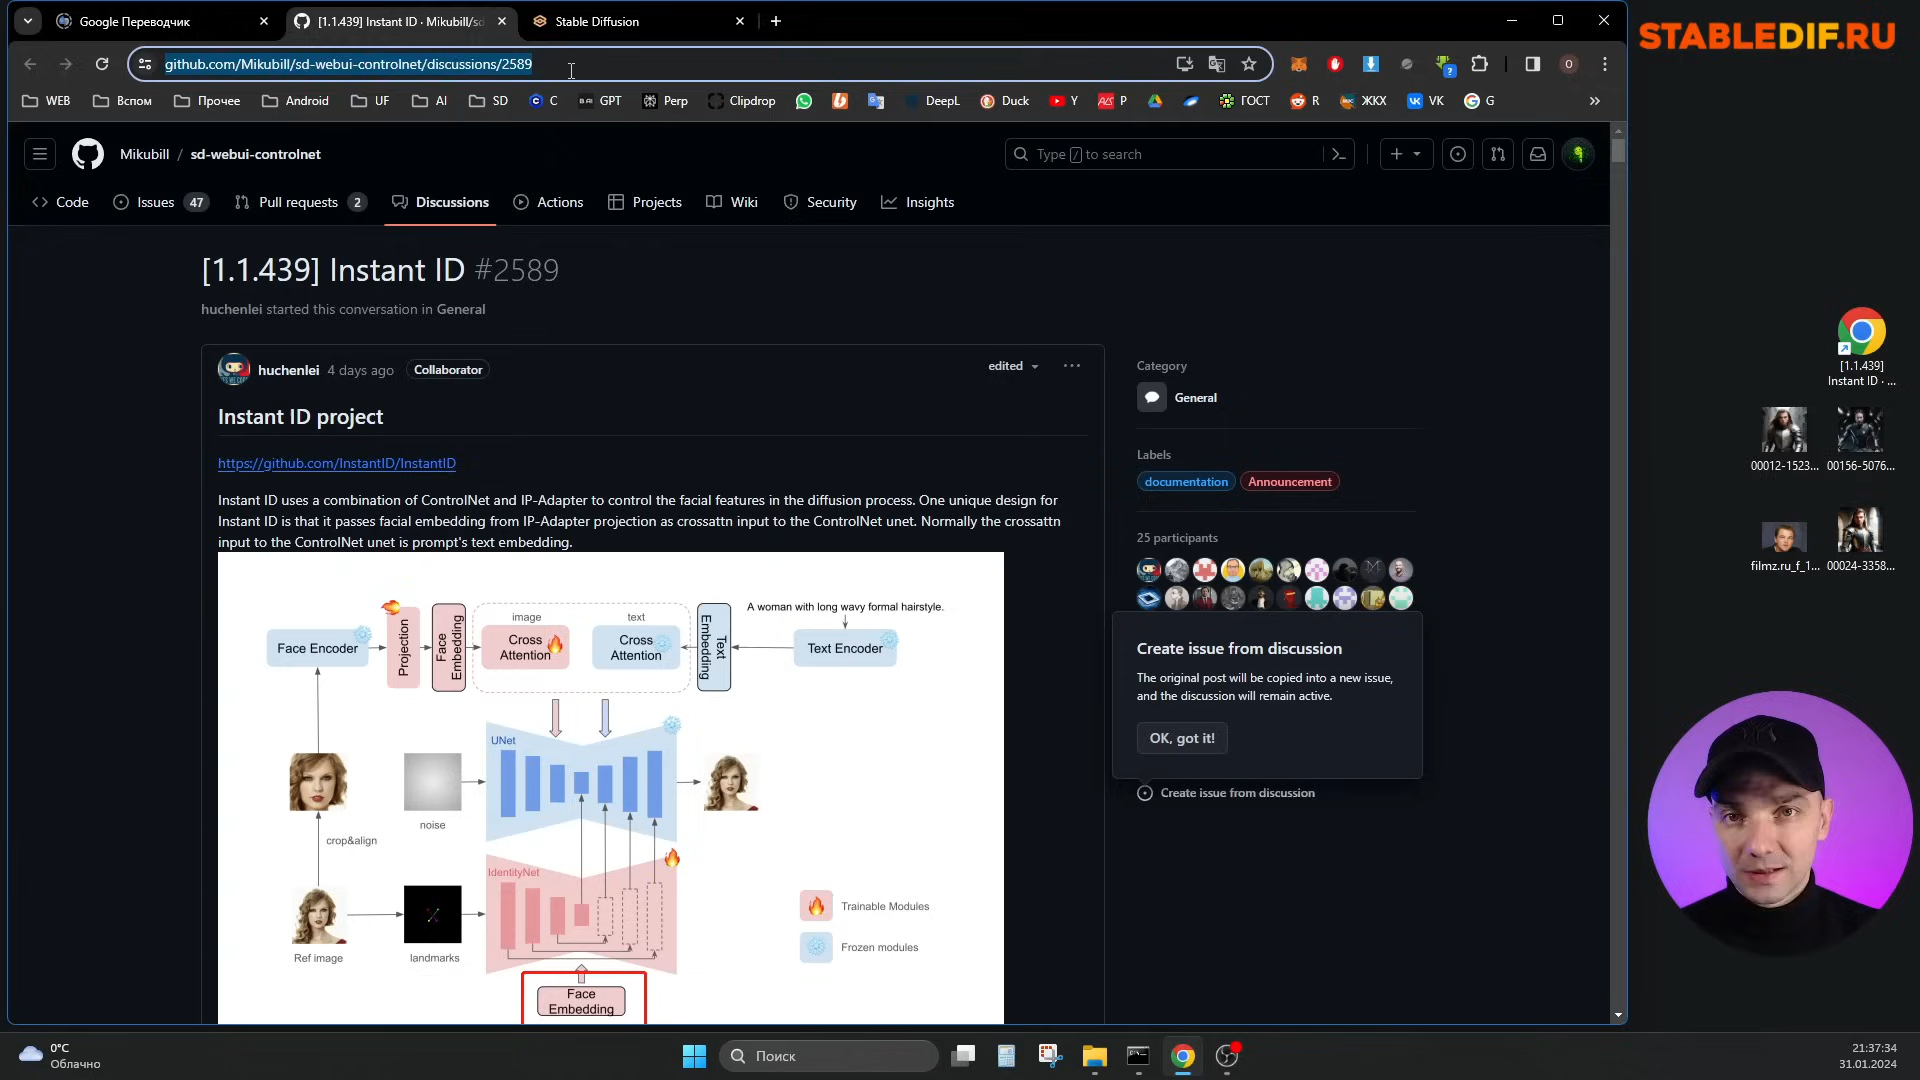 Google Переводчик
[1.1.439] Instant ID · Mikubill/sd
Stable Diffusion
STABLEDIF.RU
github.com/Mikubill/sd-webui-controlnet/discussions/2589
O
WEB
Вспом
Прочее
Android
UF
AI
SD
C
GPT
Perp
Clipdrop
DeepL
Duck
Y
P
ГОСТ
R
ЖКХ
VK
G
Mikubill / sd-webui-controlnet
Type / to search
Code
Issues 47
Pull requests 2
Discussions
Actions
Projects
Wiki
Security
Insights
[1.1.439] Instant ID #2589
huchenlei started this conversation in General
huchenlei 4 days ago Collaborator
edited
Instant ID project
https://github.com/InstantID/InstantID
Instant ID uses a combination of ControlNet and IP-Adapter to control the facial features in the diffusion process. One unique design for
Instant ID is that it passes facial embedding from IP-Adapter projection as crossattn input to the ControlNet unet. Normally the crossattn
input to the ControlNet unet is prompt's text embedding.
image
text
A woman with long wavy formal hairstyle.
Face Encoder
Projection
Face
Embedding
Cross
Attention
Cross
Attention
Text
Embedding
Text Encoder
UNet
noise
crop&align
IdentityNet
Ref image
landmarks
Trainable Modules
Frozen modules
Face
Embedding
Category
General
Labels
documentation
Announcement
25 participants
Create issue from discussion
The original post will be copied into a new issue,
and the discussion will remain active.
OK, got it!
Create issue from discussion
[1.1.439]
Instant ID · ...
00012-1523...
00156-5076...
filmz.ru_f_1...
00024-3358...
0°C
Облачно
Поиск
21:37:34
31.01.2024